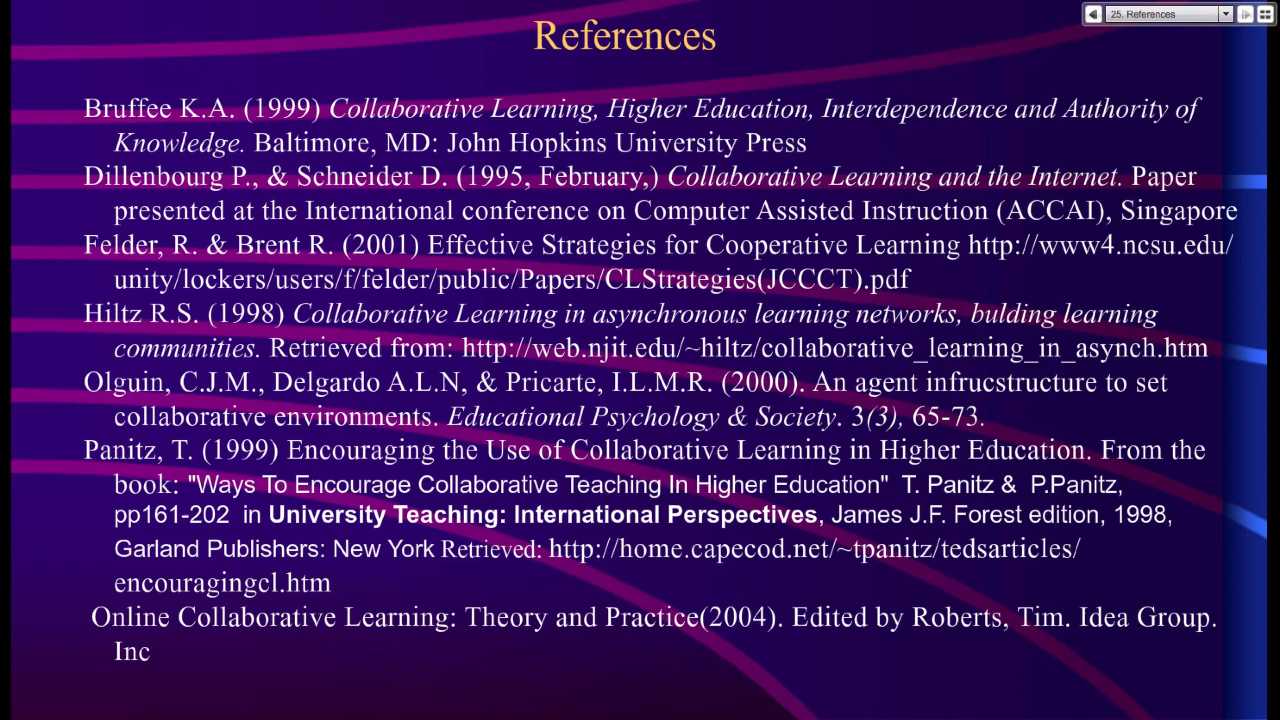 25. References
References
Bruffee K.A. (1999) Collaborative Learning, Higher Education, Interdependence and Authority of
Knowledge. Baltimore, MD: John Hopkins University Press
Dillenbourg P., & Schneider D. (1995, February,) Collaborative Learning and the Internet. Paper
presented at the International conference on Computer Assisted Instruction (ACCAI), Singapore
Felder, R. & Brent R. (2001) Effective Strategies for Cooperative Learning http://www4.ncsu.edu/
unity/lockers/users/f/felder/public/Papers/CLStrategies(JCCCT).pdf
Hiltz R.S. (1998) Collaborative Learning in asynchronous learning networks, bulding learning
communities. Retrieved from: http://web.njit.edu/~hiltz/collaborative_learning_in_asynch.htm
Olguin, C.J.M., Delgardo A.L.N, & Pricarte, I.L.M.R. (2000). An agent infrucstructure to set
collaborative environments. Educational Psychology & Society. 3(3), 65-73.
Panitz, T. (1999) Encouraging the Use of Collaborative Learning in Higher Education. From the
book: "Ways To Encourage Collaborative Teaching In Higher Education" T. Panitz & P.Panitz,
pp161-202 in University Teaching: International Perspectives, James J.F. Forest edition, 1998,
Garland Publishers: New York Retrieved: http://home.capecod.net/~tpanitz/tedsarticles/
encouragingcl.htm
Online Collaborative Learning: Theory and Practice(2004). Edited by Roberts, Tim. Idea Group.
Inc